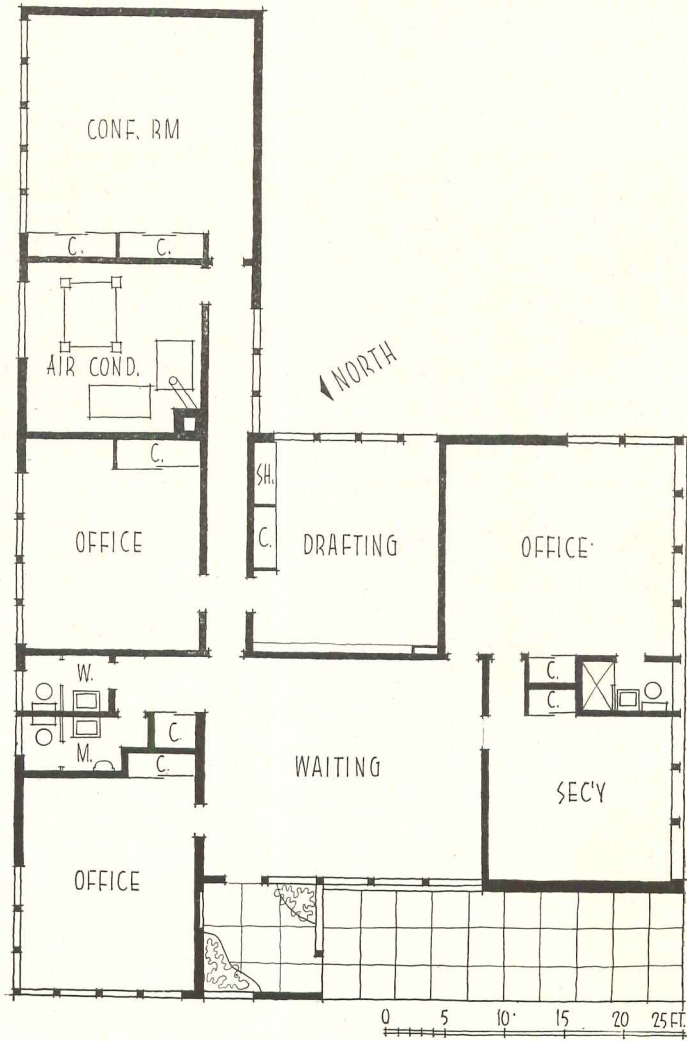 CONF. RM
C. C.
AIR COND.
NORTH
C.
SH.
C.
OFFICE
DRAFTING
OFFICE
W.
C.
C.
M.
C.
C.
WAITING
SEC'Y
OFFICE
0 5 10 15 20 25 FT.